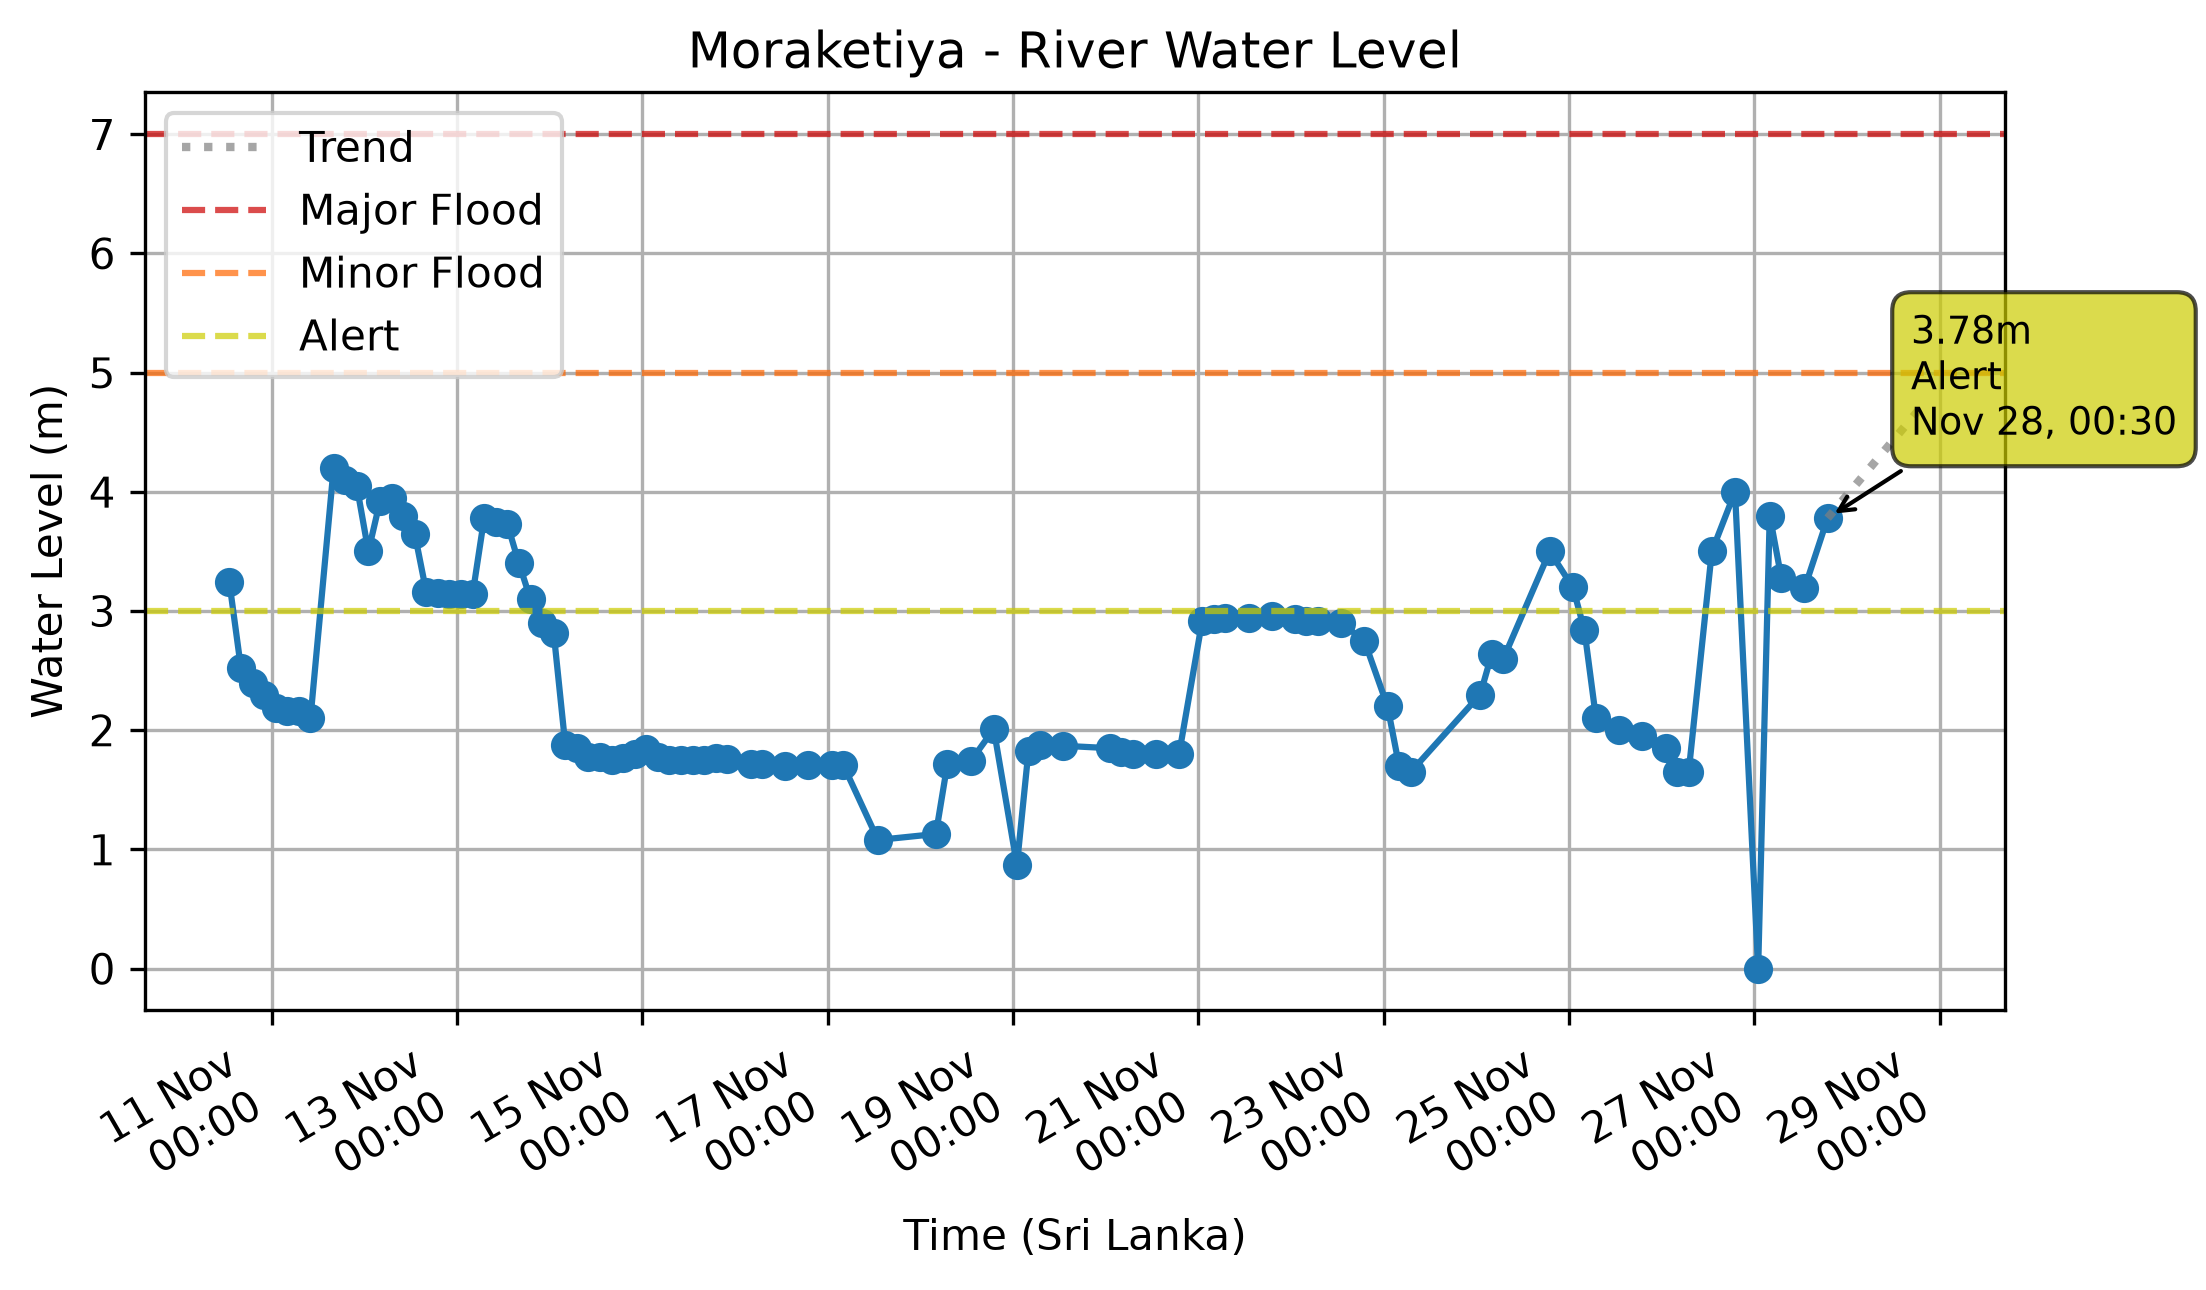 Moraketiya - River Water Level
Trend
Major Flood
Minor Flood
Alert
3.78m
Alert
Nov 28, 00:30
Water Level (m)
7
6
5
4
3
2
1
0
11 Nov
00:00
13 Nov
00:00
15 Nov
00:00
17 Nov
00:00
19 Nov
00:00
21 Nov
00:00
23 Nov
00:00
25 Nov
00:00
27 Nov
00:00
29 Nov
00:00
Time (Sri Lanka)